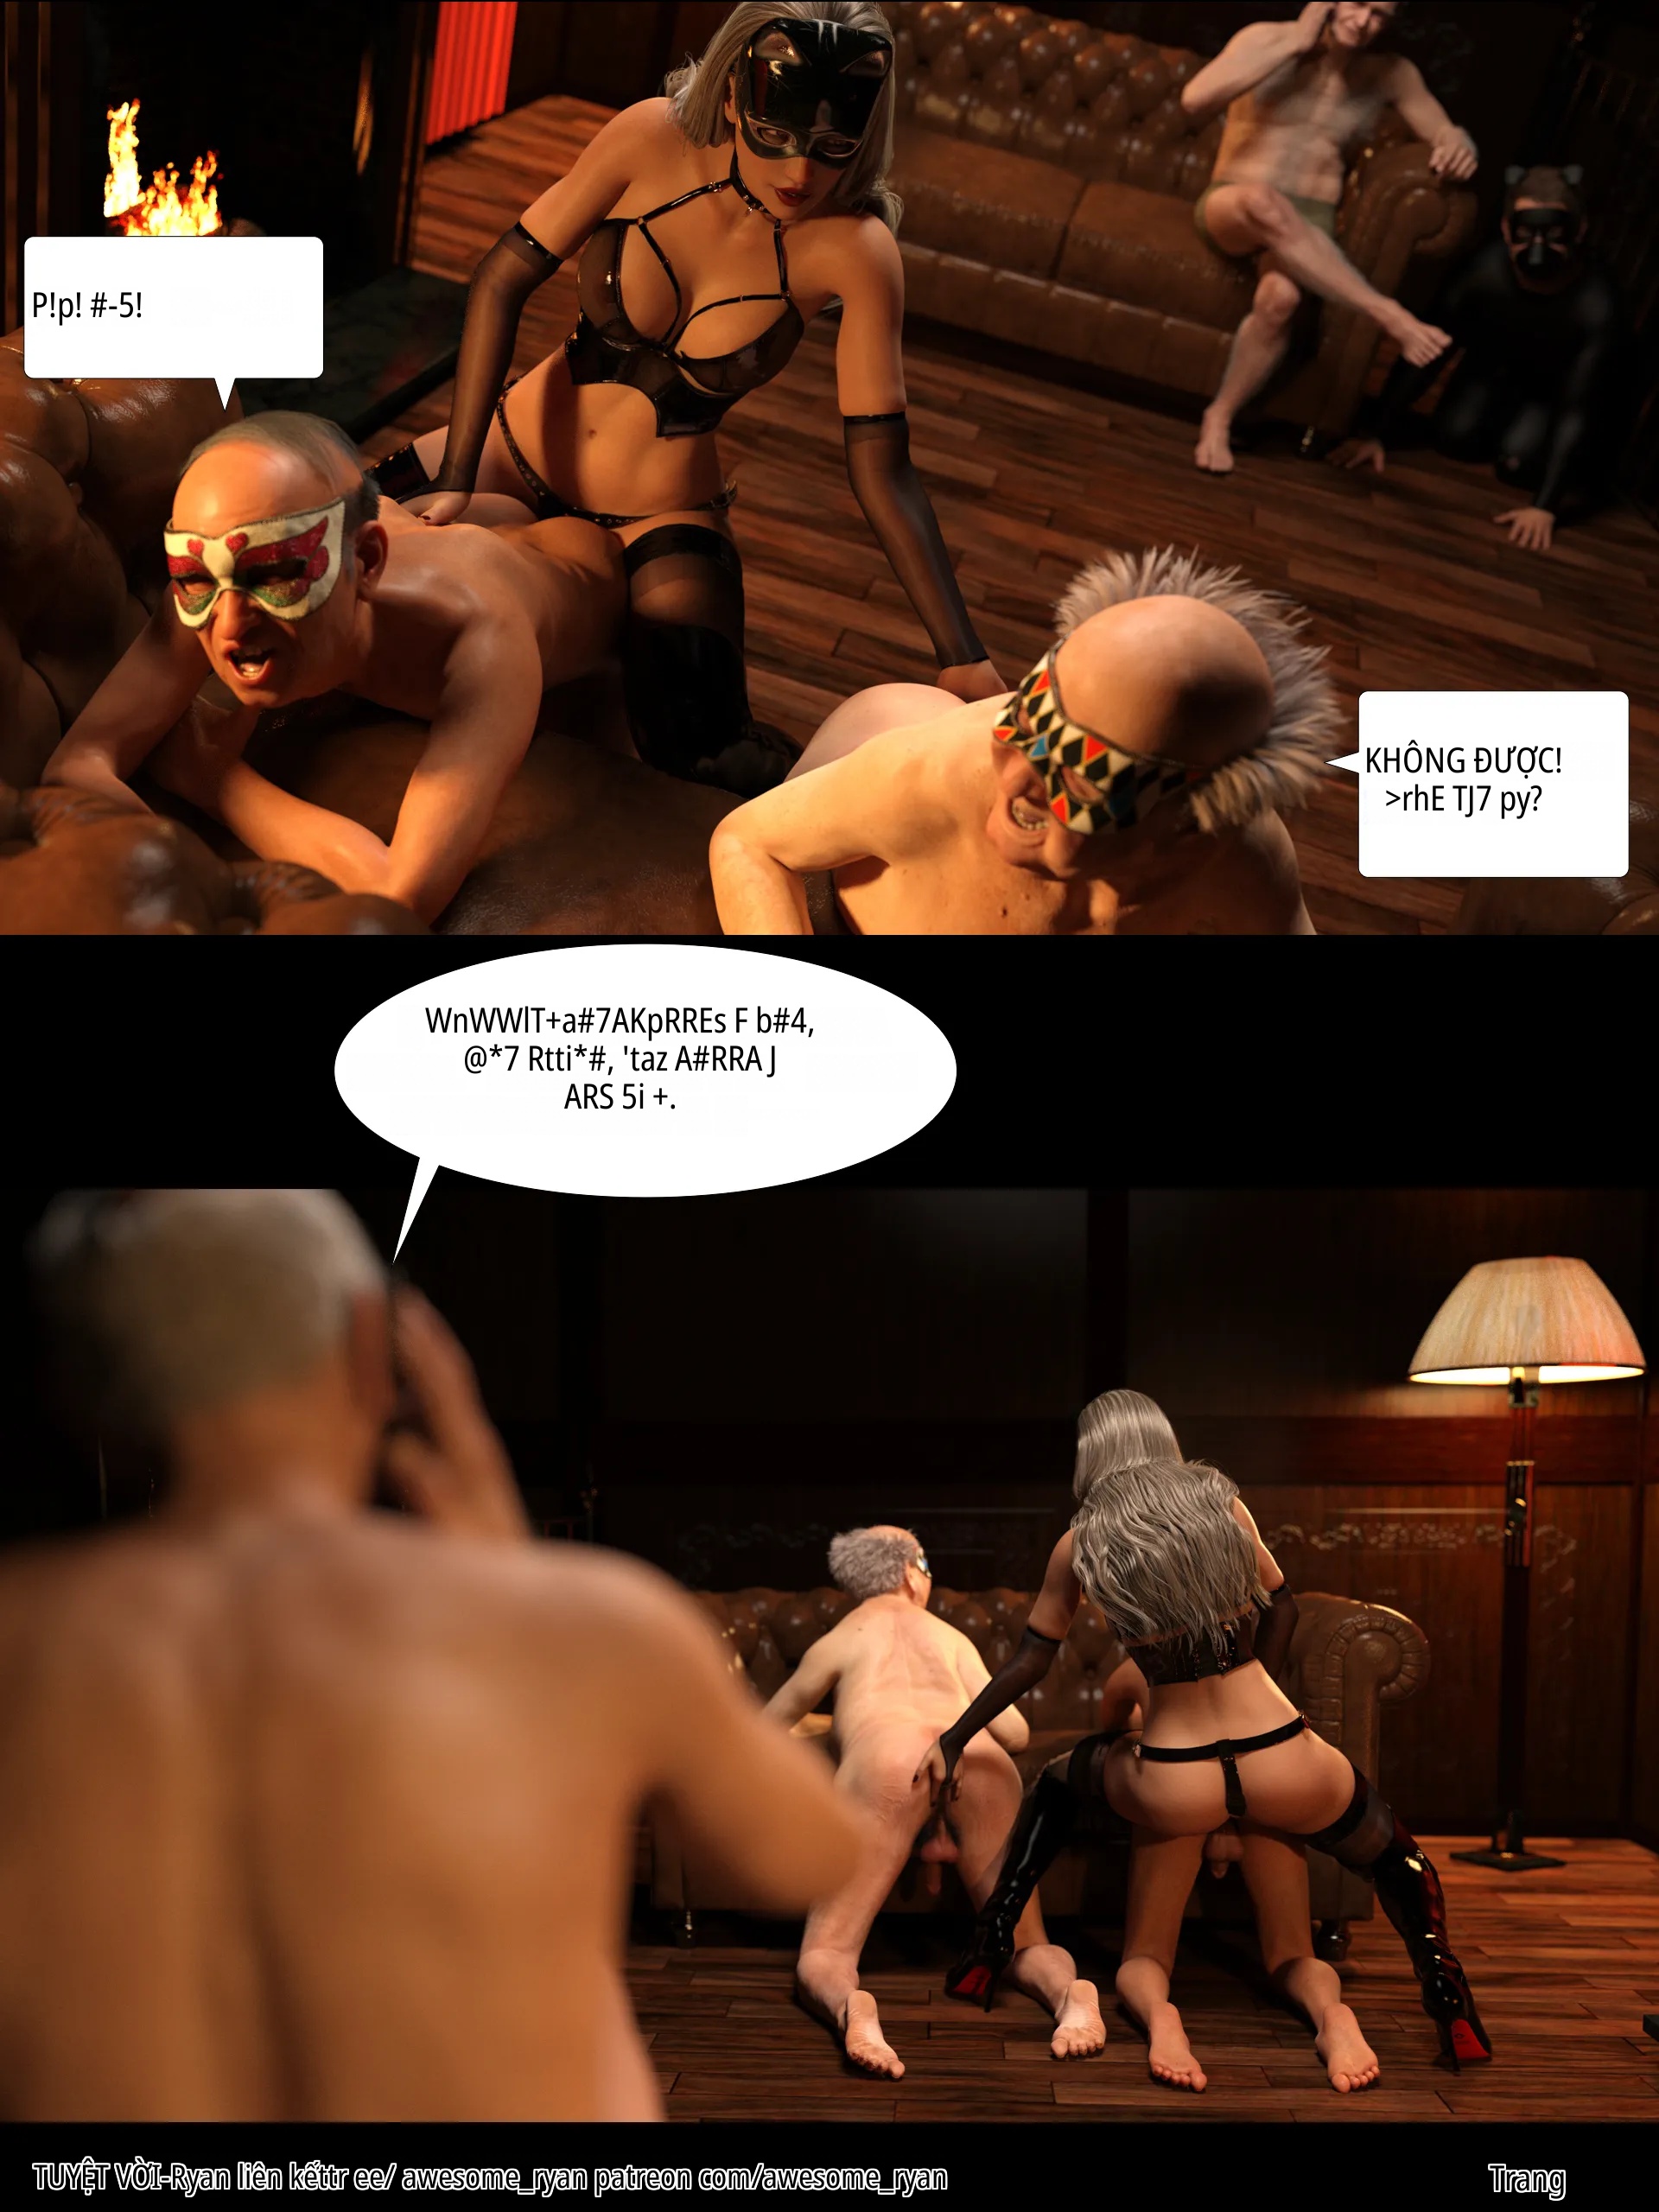 P!p! #-5!
KHÔNG ĐƯỢC!
>rhE TJ7 py?
WnWWlT+a#7AKpRREs F b#4,
@*7 Rtti*#, 'taz A#RRA J
ARS 5i +.
TUYỆT VỜI-Ryan liên kếttr ee/ awesome_ryan patreon com/awesome_ryan
Trang